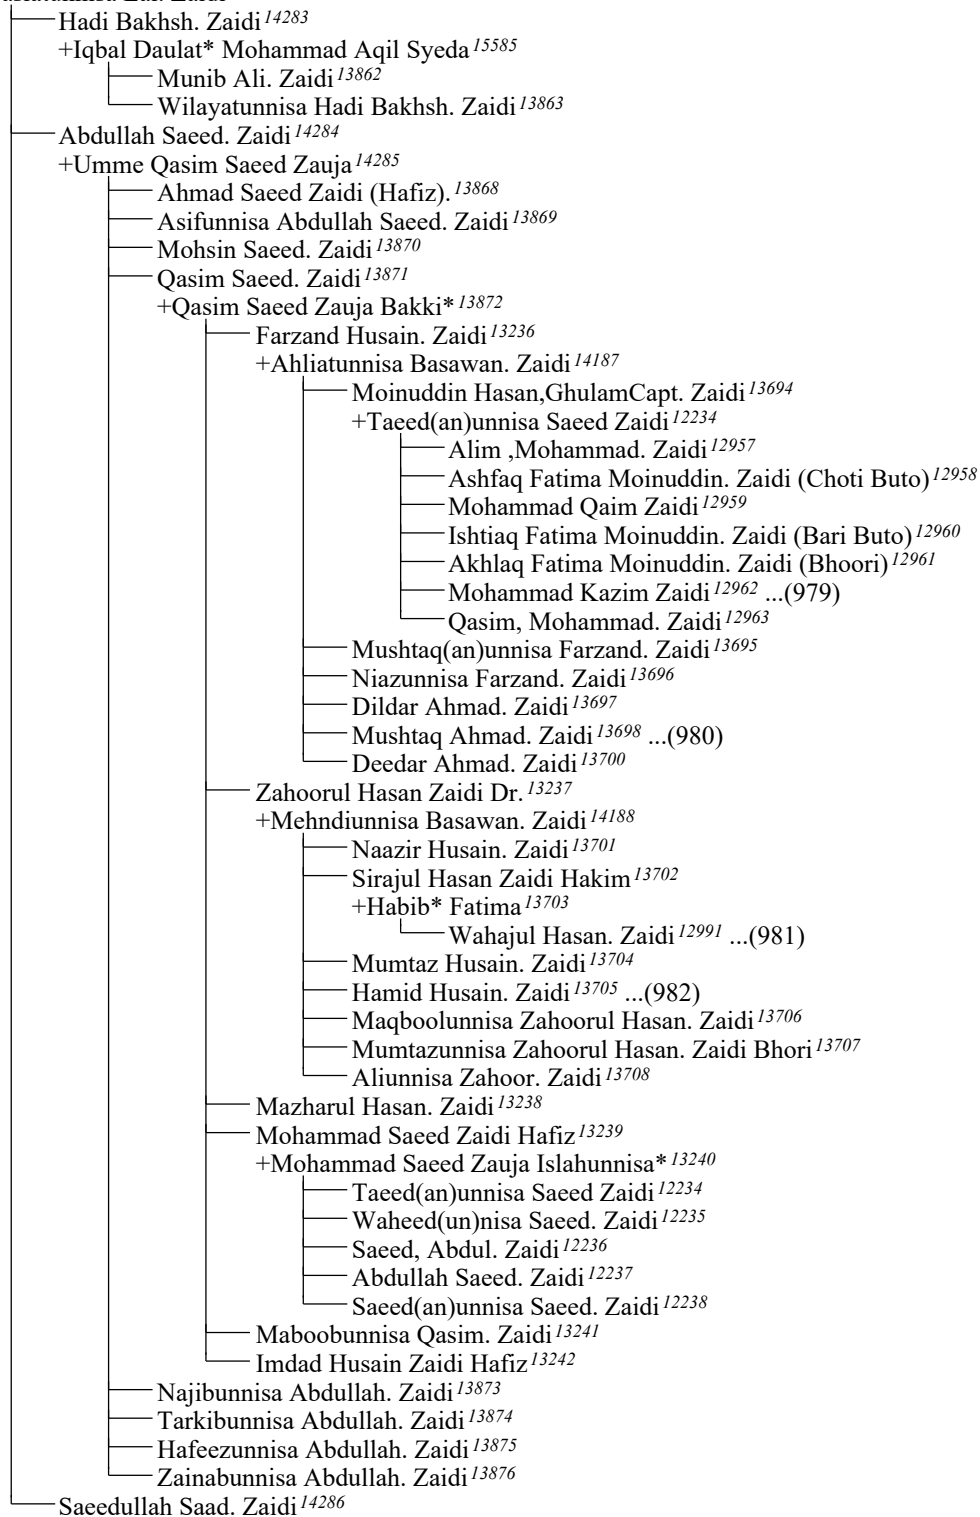 Hadi Bakhsh. Zaidi 14283
+Iqbal Daulat* Mohammad Aqil Syeda 15585
Munib Ali. Zaidi 13862
Wilayatunnisa Hadi Bakhsh. Zaidi 13863
Abdullah Saeed. Zaidi 14284
+Umme Qasim Saeed Zauja 14285
Ahmad Saeed Zaidi (Hafiz). 13868
Asifunnisa Abdullah Saeed. Zaidi 13869
Mohsin Saeed. Zaidi 13870
Qasim Saeed. Zaidi 13871
+Qasim Saeed Zauja Bakki* 13872
Farzand Husain. Zaidi 13236
+Ahliatunnisa Basawan. Zaidi 14187
Moinuddin Hasan,GhulamCapt. Zaidi 13694
+Taeed(an)unnisa Saeed Zaidi 12234
Alim ,Mohammad. Zaidi 12957
Ashfaq Fatima Moinuddin. Zaidi (Choti Buto) 12958
Mohammad Qaim Zaidi 12959
Ishtiaq Fatima Moinuddin. Zaidi (Bari Buto) 12960
Akhlaq Fatima Moinuddin. Zaidi (Bhoori) 12961
Mohammad Kazim Zaidi 12962 ...(979)
Qasim, Mohammad. Zaidi 12963
Mushtaq(an)unnisa Farzand. Zaidi 13695
Niazunnisa Farzand. Zaidi 13696
Dildar Ahmad. Zaidi 13697
Mushtaq Ahmad. Zaidi 13698 ...(980)
Deedar Ahmad. Zaidi 13700
Zahoorul Hasan Zaidi Dr. 13237
+Mehndiunnisa Basawan. Zaidi 14188
Naazir Husain. Zaidi 13701
Sirajul Hasan Zaidi Hakim 13702
+Habib* Fatima 13703
Wahajul Hasan. Zaidi 12991 ...(981)
Mumtaz Husain. Zaidi 13704
Hamid Husain. Zaidi 13705 ...(982)
Maqboolunnisa Zahoorul Hasan. Zaidi 13706
Mumtazunnisa Zahoorul Hasan. Zaidi Bhori 13707
Aliunnisa Zahoor. Zaidi 13708
Mazharul Hasan. Zaidi 13238
Mohammad Saeed Zaidi Hafiz 13239
+Mohammad Saeed Zauja Islahunnisa* 13240
Taeed(an)unnisa Saeed Zaidi 12234
Waheed(un)nisa Saeed. Zaidi 12235
Saeed, Abdul. Zaidi 12236
Abdullah Saeed. Zaidi 12237
Saeed(an)unnisa Saeed. Zaidi 12238
Maboobunnisa Qasim. Zaidi 13241
Imdad Husain Zaidi Hafiz 13242
Najibunnisa Abdullah. Zaidi 13873
Tarkibunnisa Abdullah. Zaidi 13874
Hafeezunnisa Abdullah. Zaidi 13875
Zainabunnisa Abdullah. Zaidi 13876
Saeedullah Saad. Zaidi 14286